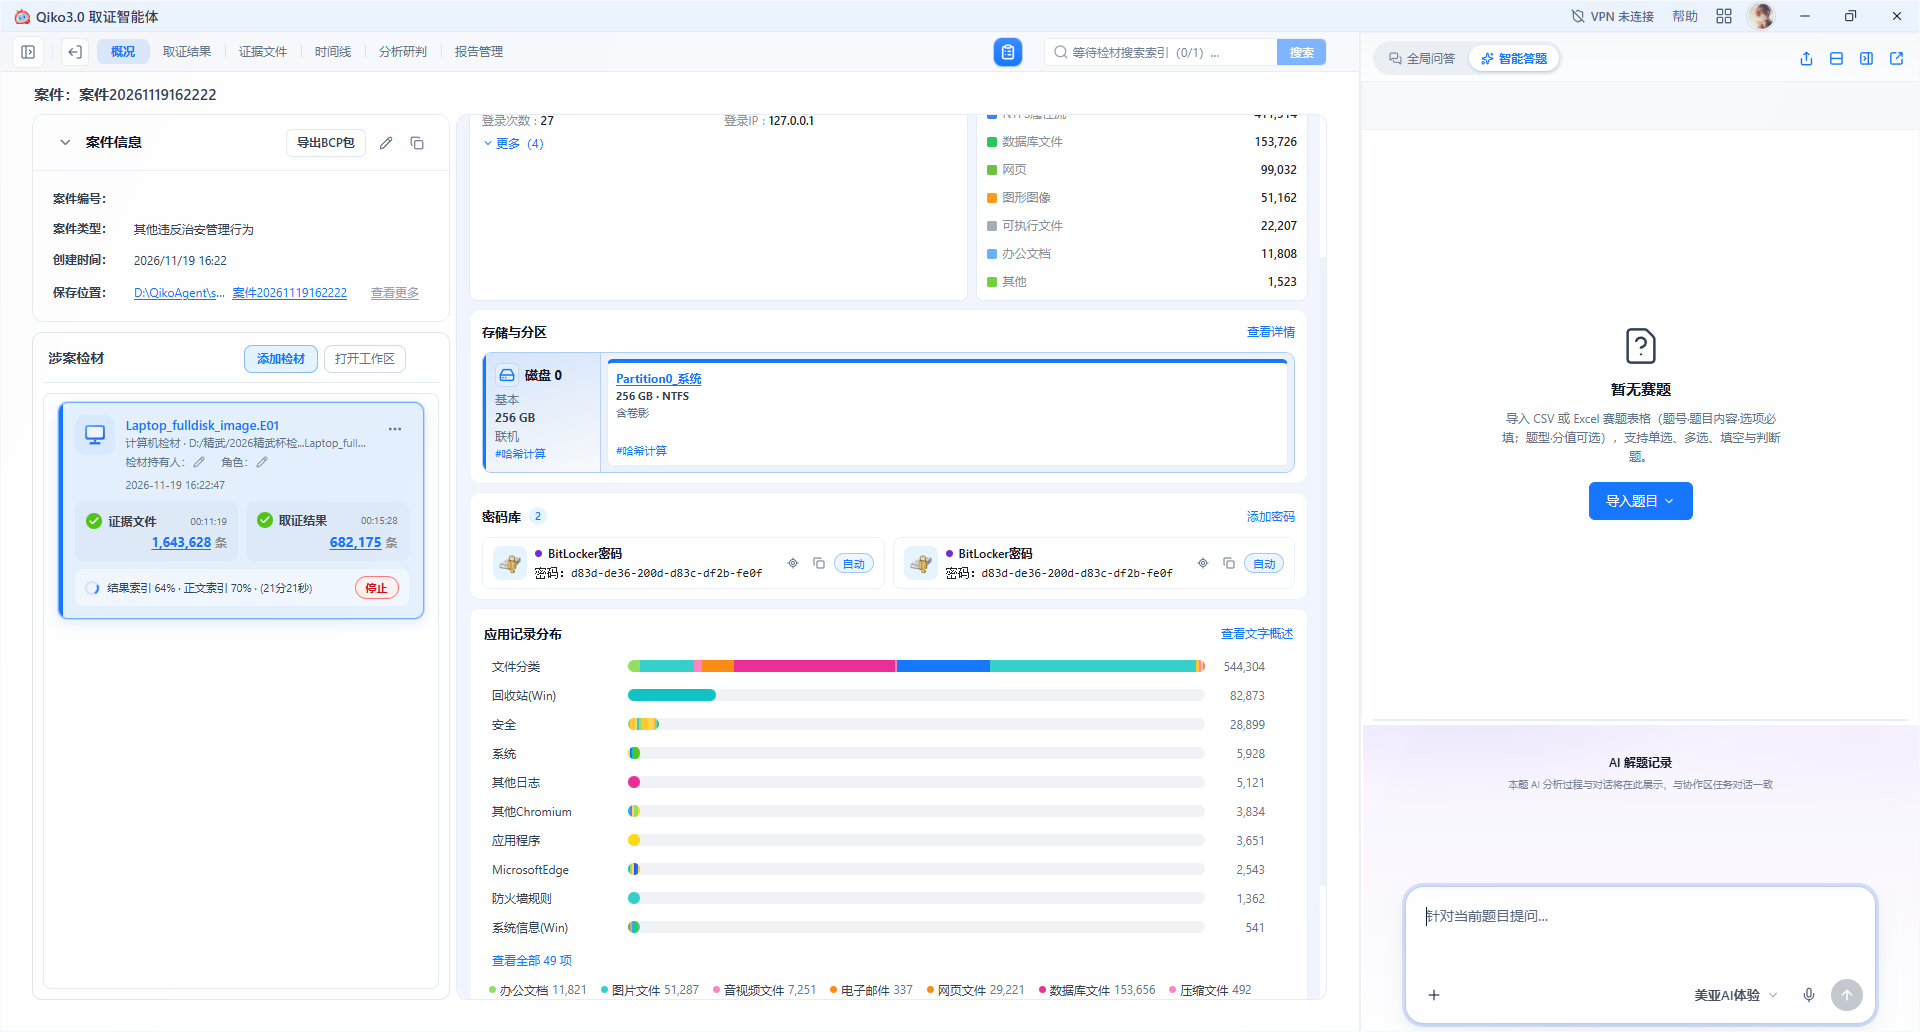 Qiko3.0 取证智能体
VPN 未连接
帮助
概况
取证结果
证据文件
时间线
分析研判
报告管理
等待检材搜索索引（0/1）...
搜索
全局问答
智能答题
案件：案件20261119162222
案件信息
导出BCP包
案件编号：
案件类型： 其他违反治安管理行为
创建时间： 2026/11/19 16:22
保存位置： D:\QikoAgent\s... 案件20261119162222 查看更多
涉案检材
添加检材
打开工作区
Laptop_fulldisk_image.E01
计算机检材 · D:/精武/2026精武杯检...Laptop_full...
检材持有人： 角色：
2026-11-19 16:22:47
证据文件 00:11:19
1,643,628 条
取证结果 00:15:28
682,175 条
结果索引 64% · 正文索引 70% · (21分21秒)
停止
登录次数 : 27
登录IP : 127.0.0.1
更多（4）
NTFS属性流 411,514
数据库文件 153,726
网页 99,032
图形图像 51,162
可执行文件 22,207
办公文档 11,808
其他 1,523
存储与分区
查看详情
磁盘 0
基本
256 GB
联机
#哈希计算
Partition0_系统
256 GB · NTFS
含卷影
#哈希计算
密码库 2
添加密码
BitLocker密码
密码：d83d-de36-200d-d83c-df2b-fe0f
自动
BitLocker密码
密码：d83d-de36-200d-d83c-df2b-fe0f
自动
应用记录分布
查看文字概述
文件分类 544,304
回收站(Win) 82,873
安全 28,899
系统 5,928
其他日志 5,121
其他Chromium 3,834
应用程序 3,651
MicrosoftEdge 2,543
防火墙规则 1,362
系统信息(Win) 541
查看全部 49 项
办公文档 11,821 图片文件 51,287 音视频文件 7,251 电子邮件 337 网页文件 29,221 数据库文件 153,656 压缩文件 492
暂无赛题
导入 CSV 或 Excel 赛题表格（题号·题目内容·选项必
填；题型·分值可选），支持单选、多选、填空与判断
题。
导入题目
AI 解题记录
本题 AI 分析过程与对话将在此展示，与协作区任务对话一致
针对当前题目提问...
美亚AI体验